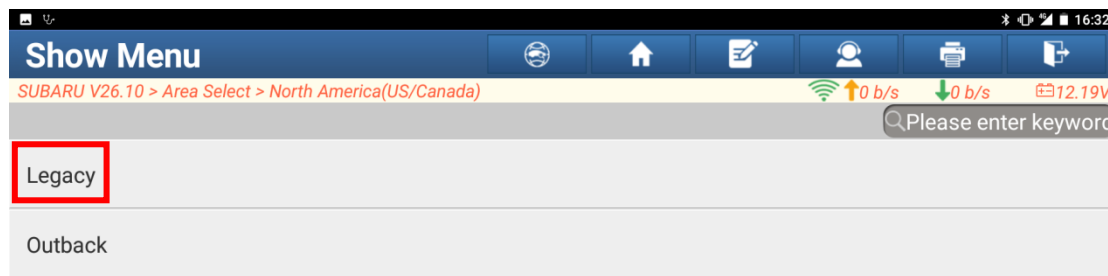 16:32
Show Menu
SUBARU V26.10 > Area Select > North America(US/Canada) 0 b/s 0 b/s 12.19V
Please enter keyword
Legacy
Outback